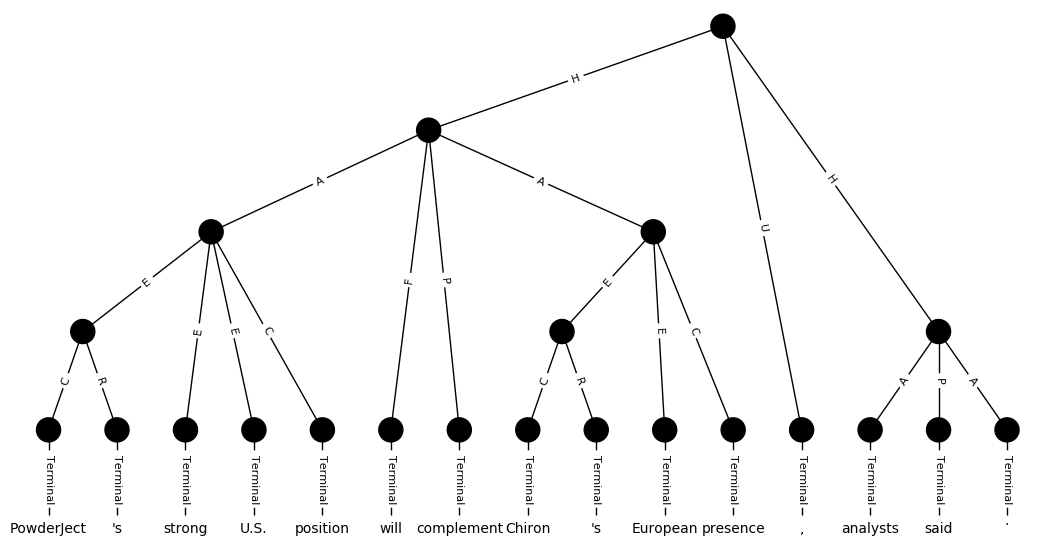 H
A
A
U
H
E
E
E
C
F
P
E
E
C
C
R
C
R
A
P
A
Terminal Terminal Terminal Terminal Terminal Terminal Terminal Terminal Terminal Terminal Terminal Terminal Terminal Terminal Terminal
PowderJect 's strong U.S. position will complement Chiron 's European presence , analysts said .